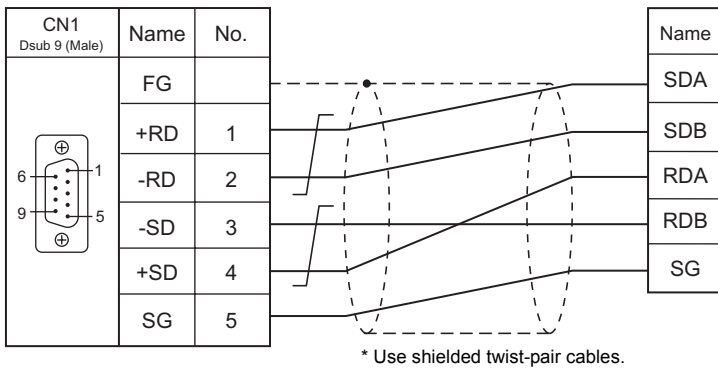 CN1
Dsub 9 (Male)
Name No.
Name
FG
SDA
+RD 1
SDB
-RD 2
RDA
6 1
9 5
-SD 3
RDB
+SD 4
SG
SG 5
* Use shielded twist-pair cables.